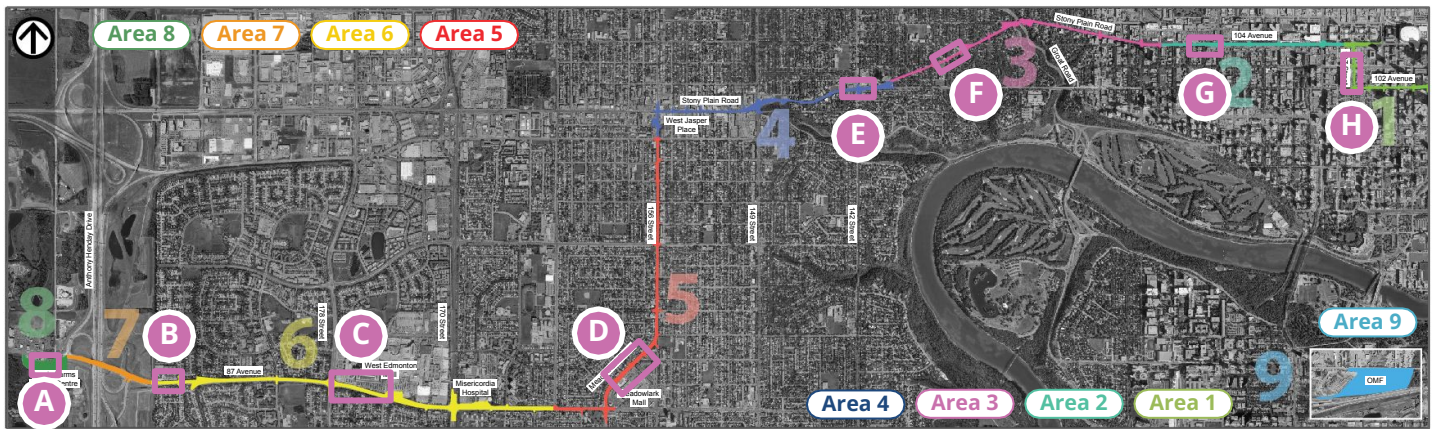 Area 8
Area 7
Area 6
Area 5
Stony Plain Road
104 Avenue
Groat Road
3
F
2
G
102 Avenue
H
1
Stony Plain Road
West Jasper
Place
4
E
Anthony Henday Drive
156 Street
149 Street
142 Street
178 Street
170 Street
5
8
7
B
6
C
D
87 Avenue
West Edmonton
Misericordia
Hospital
A
Area 9
9
OMF
Area 4
Area 3
Area 2
Area 1